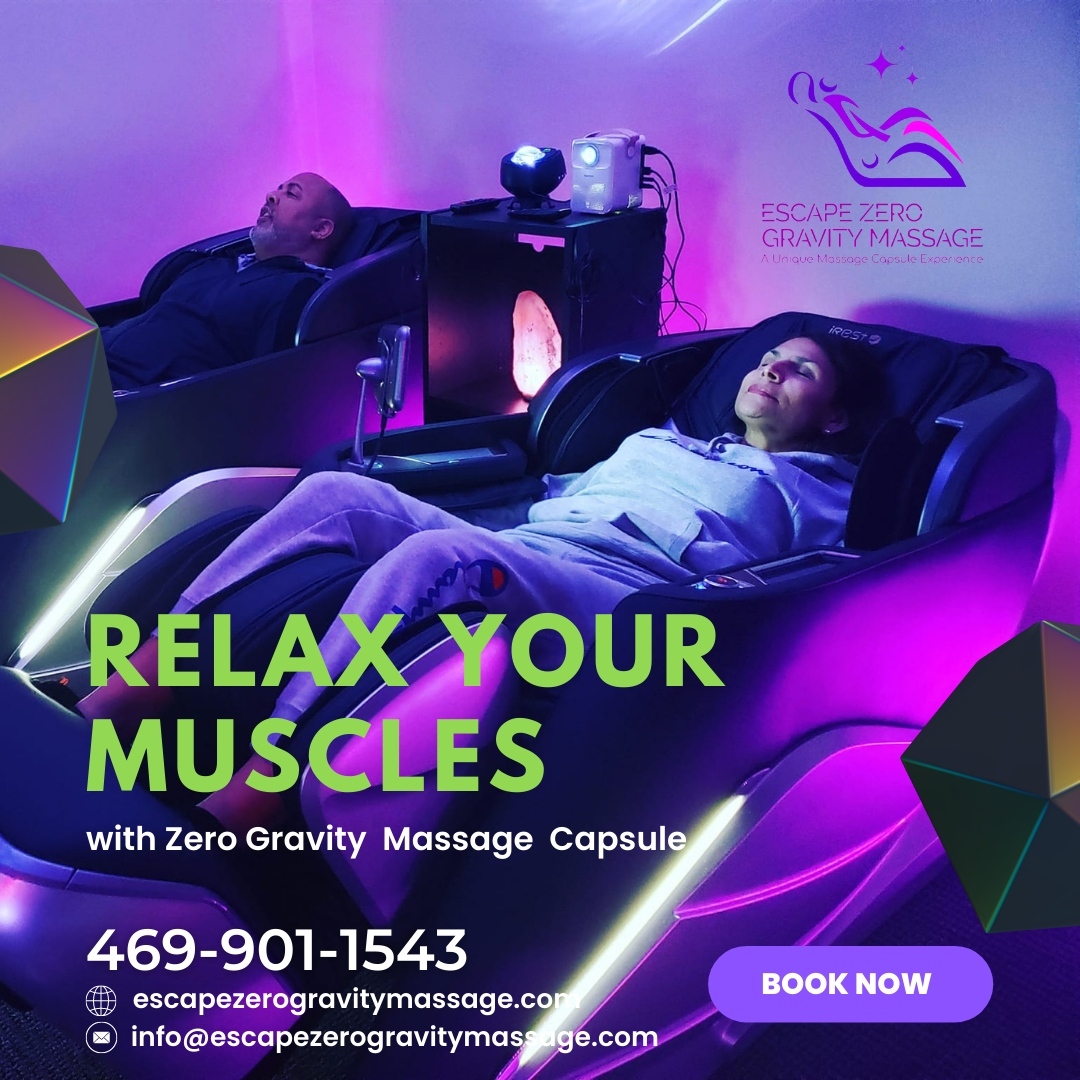 ESCAPE ZERO
GRAVITY MASSAGE
A Unique Massage Capsule Experience
iRest
Champion
RELAX YOUR
MUSCLES
with Zero Gravity Massage Capsule
469-901-1543
escapezerogravitymassage.com
info@escapezerogravitymassage.com
BOOK NOW